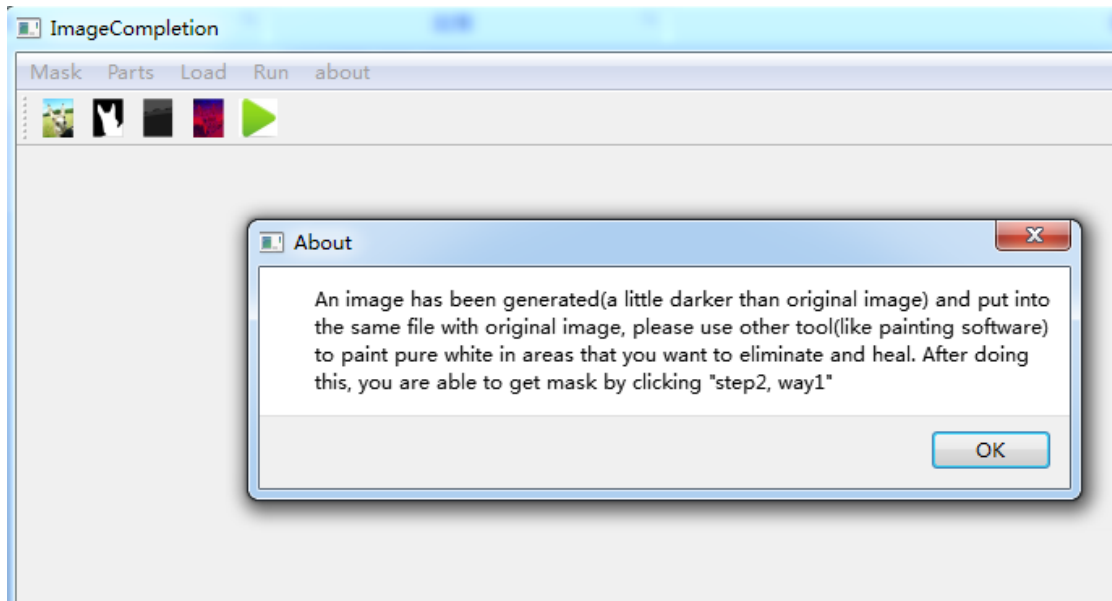 ImageCompletion
Mask Parts Load Run about
About
An image has been generated(a little darker than original image) and put into
the same file with original image, please use other tool(like painting software)
to paint pure white in areas that you want to eliminate and heal. After doing
this, you are able to get mask by clicking "step2, way1"
OK